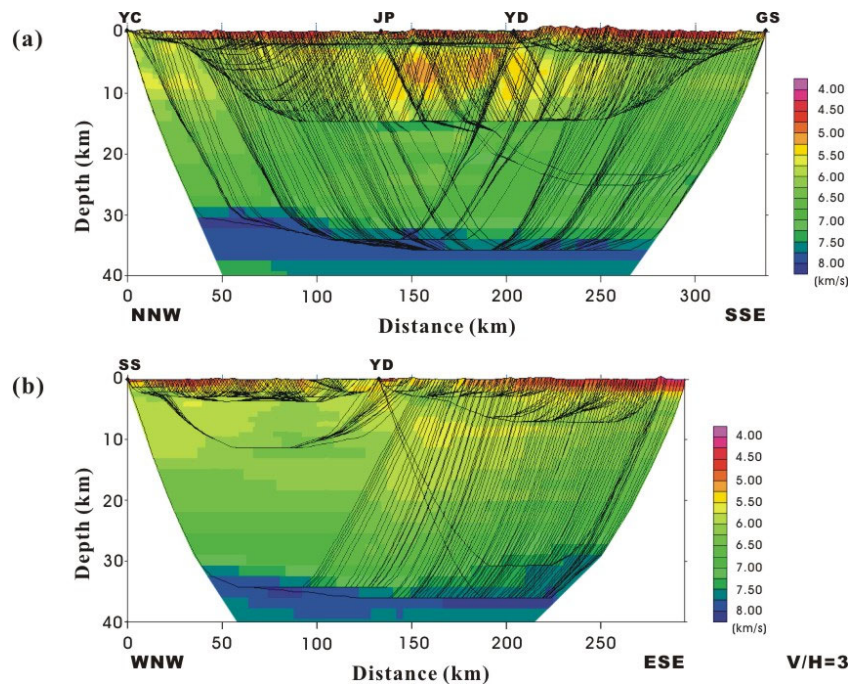 (a)
YC JP YD GS
0
10
20
30
40
Depth (km)
0 50 100 150 200 250 300
NNW SSE
Distance (km)
4.00
4.50
5.00
5.50
6.00
6.50
7.00
7.50
8.00
(km/s)
(b)
SS YD
0
10
20
30
40
Depth (km)
0 50 100 150 200 250
WNW ESE V/H=3
Distance (km)
4.00
4.50
5.00
5.50
6.00
6.50
7.00
7.50
8.00
(km/s)